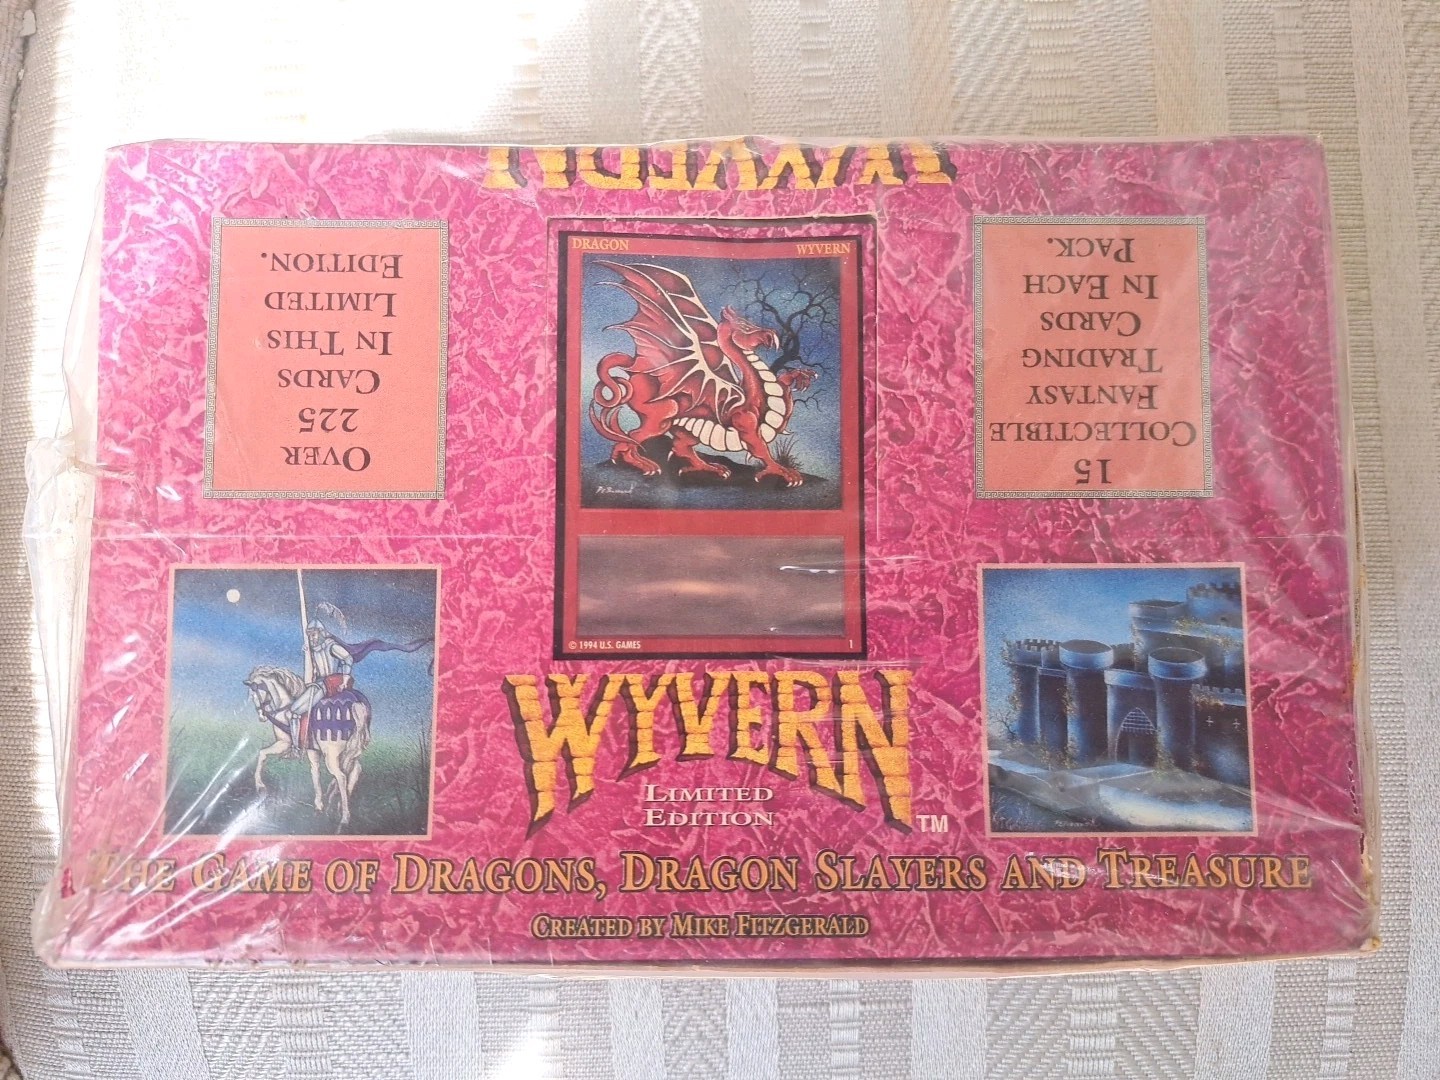 WYVERN
OVER
225
CARDS
IN THIS
LIMITED
EDITION.
DRAGON WYVERN
© 1994 U.S. GAMES 1
15
COLLECTIBLE
FANTASY
TRADING
CARDS
IN EACH
PACK.
WYVERN
LIMITED
EDITION TM
THE GAME OF DRAGONS, DRAGON SLAYERS AND TREASURE
CREATED BY MIKE FITZGERALD